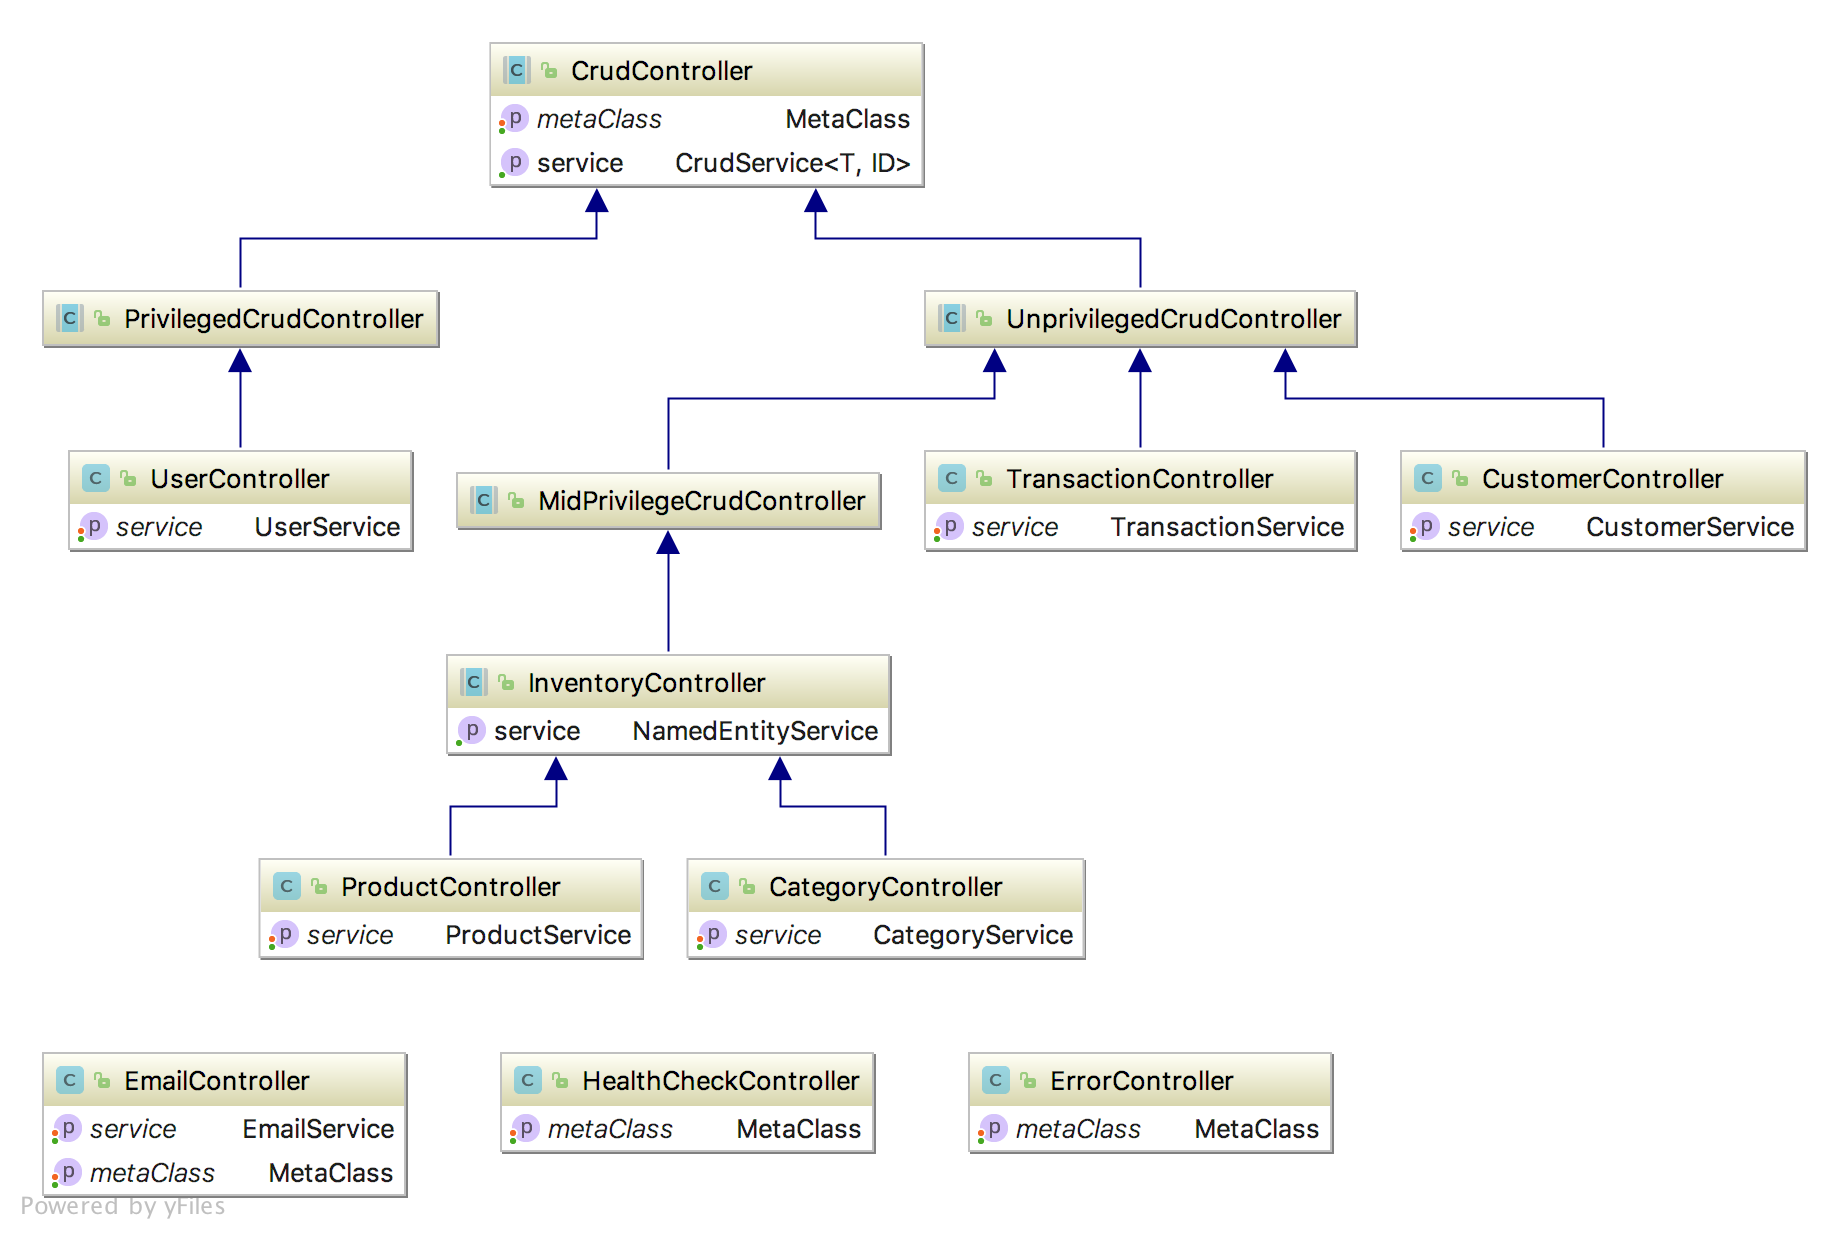 C CrudController
p metaClass MetaClass
p service CrudService<T, ID>
C PrivilegedCrudController
C UnprivilegedCrudController
C UserController
p service UserService
C MidPrivilegeCrudController
C TransactionController
p service TransactionService
C CustomerController
p service CustomerService
C InventoryController
p service NamedEntityService
C ProductController
p service ProductService
C CategoryController
p service CategoryService
C EmailController
p service EmailService
p metaClass MetaClass
C HealthCheckController
p metaClass MetaClass
C ErrorController
p metaClass MetaClass
Powered by yFiles